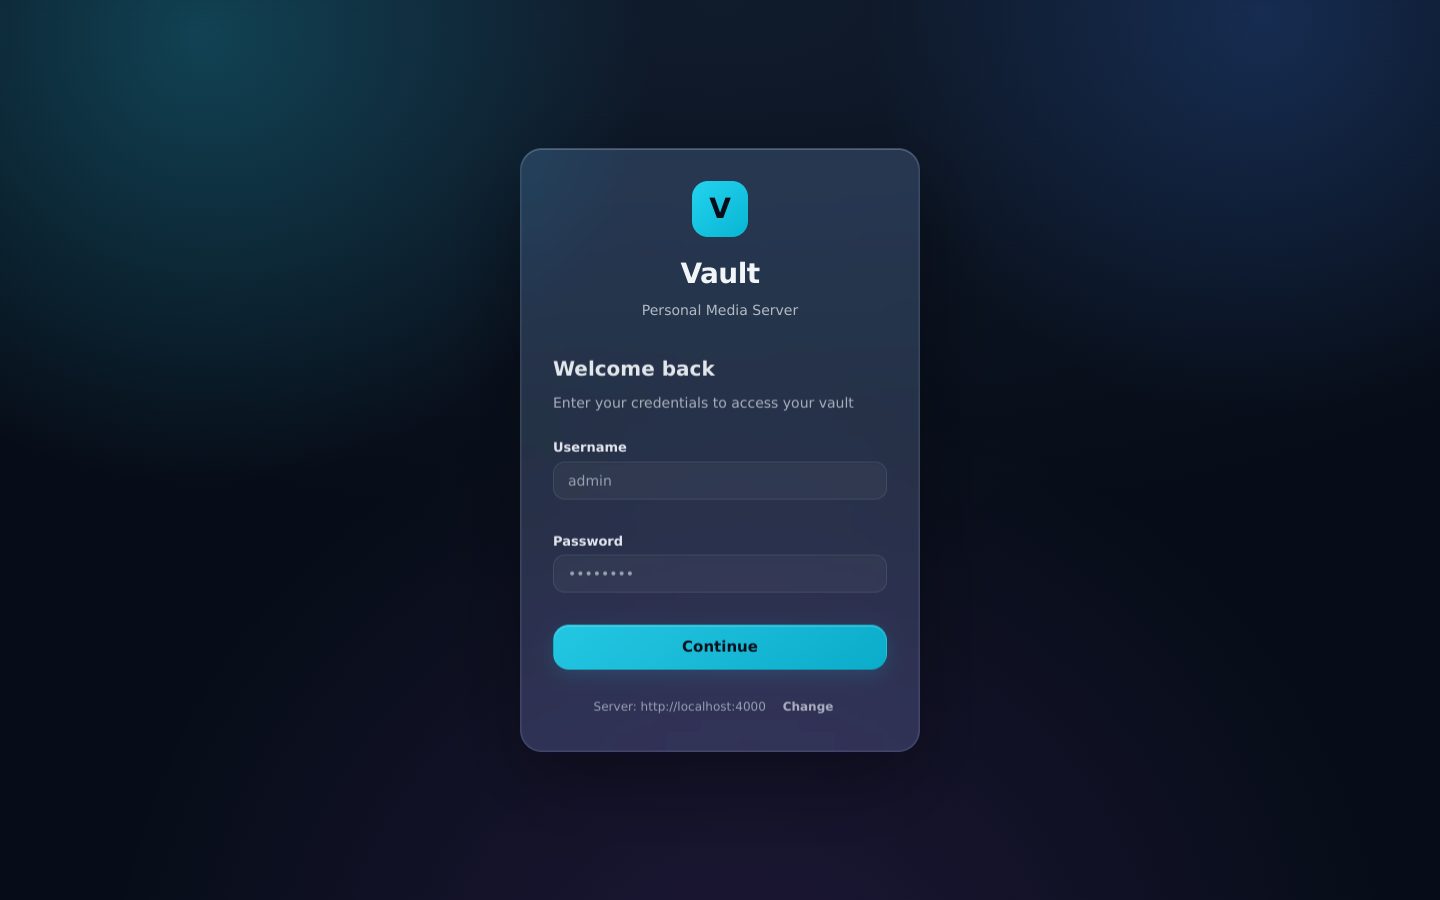 V
Vault
Personal Media Server
Welcome back
Enter your credentials to access your vault
Username
admin
Password
••••••••
Continue
Server: http://localhost:4000 Change